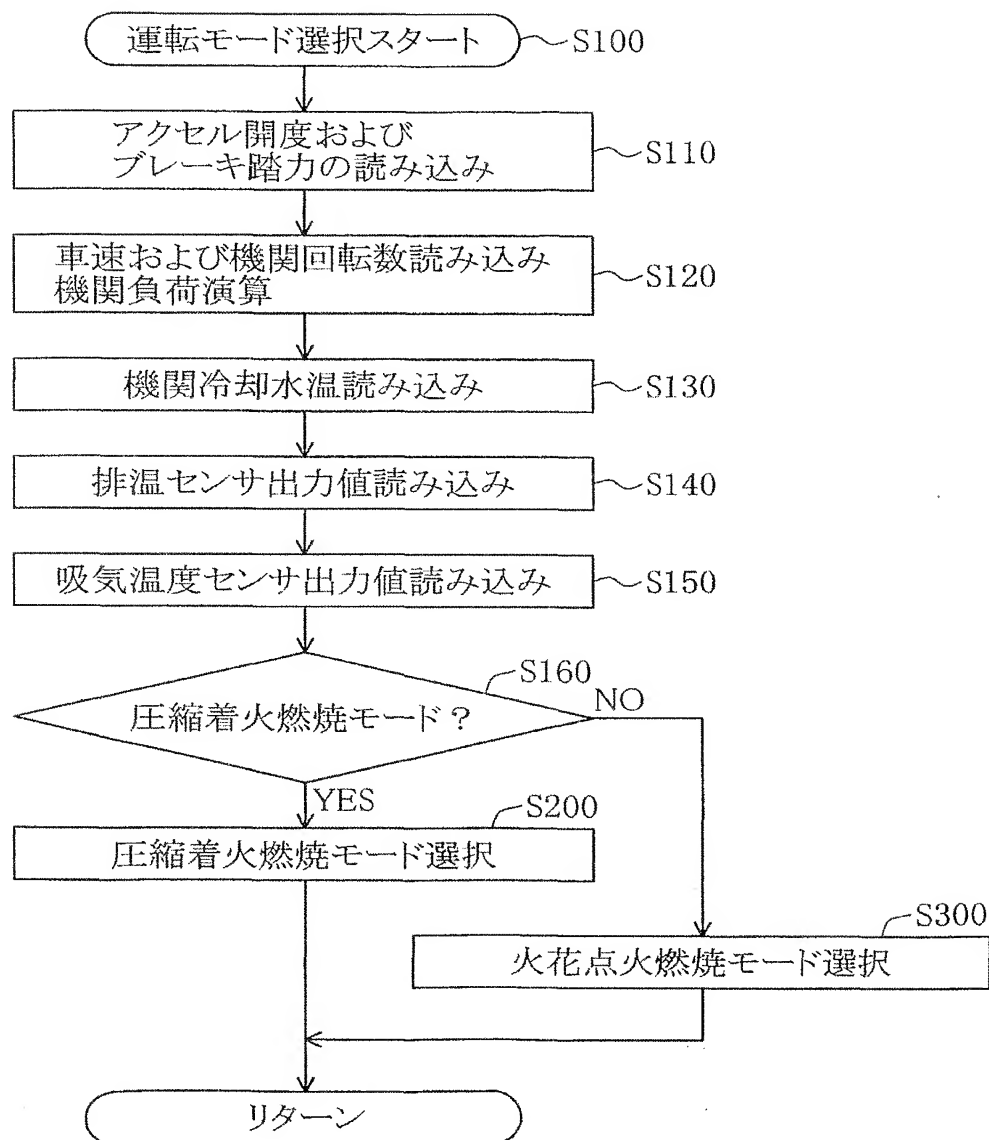 運転モード選択スタート
S100
アクセル開度および
ブレーキ踏力の読み込み
S110
車速および機関回転数読み込み
機関負荷演算
S120
機関冷却水温読み込み
S130
排温センサ出力値読み込み
S140
吸気温度センサ出力値読み込み
S150
S160
圧縮着火燃焼モード?
NO
YES
S200
圧縮着火燃焼モード選択
S300
火花点火燃焼モード選択
リターン